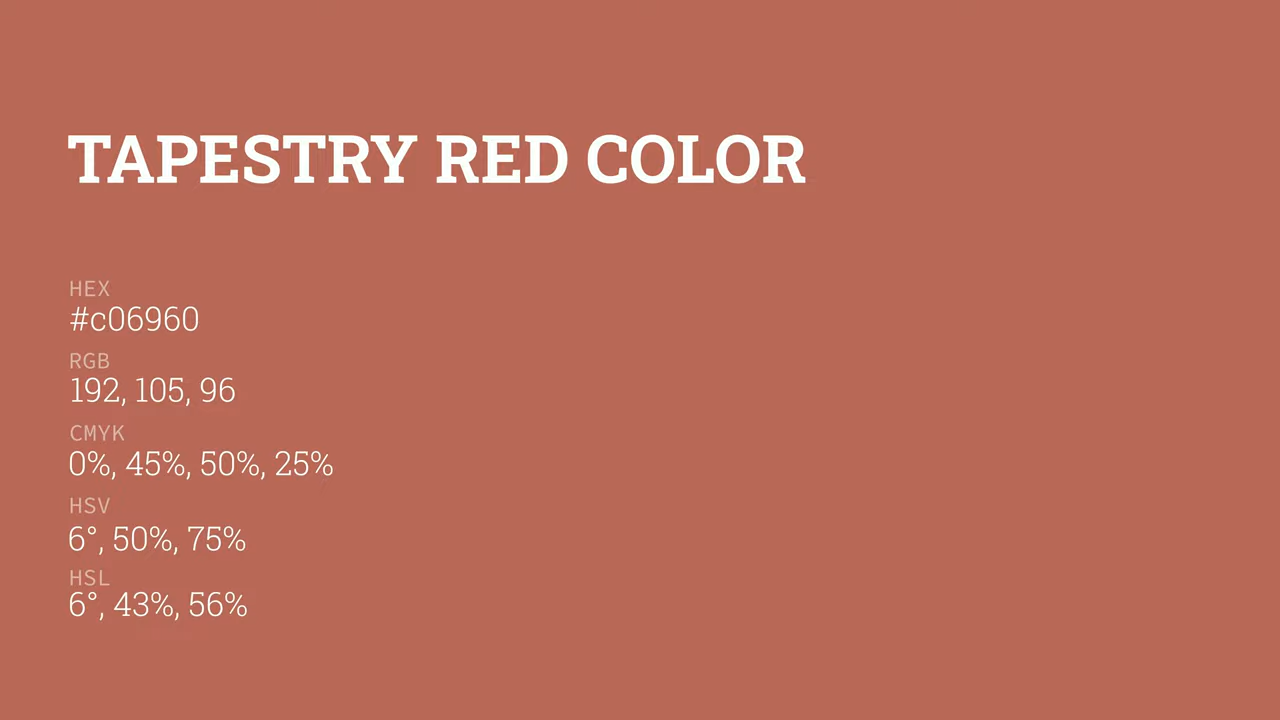 TAPESTRY RED COLOR
HEX
#c06960
RGB
192, 105, 96
CMYK
0%, 45%, 50%, 25%
HSV
6°, 50%, 75%
HSL
6°, 43%, 56%